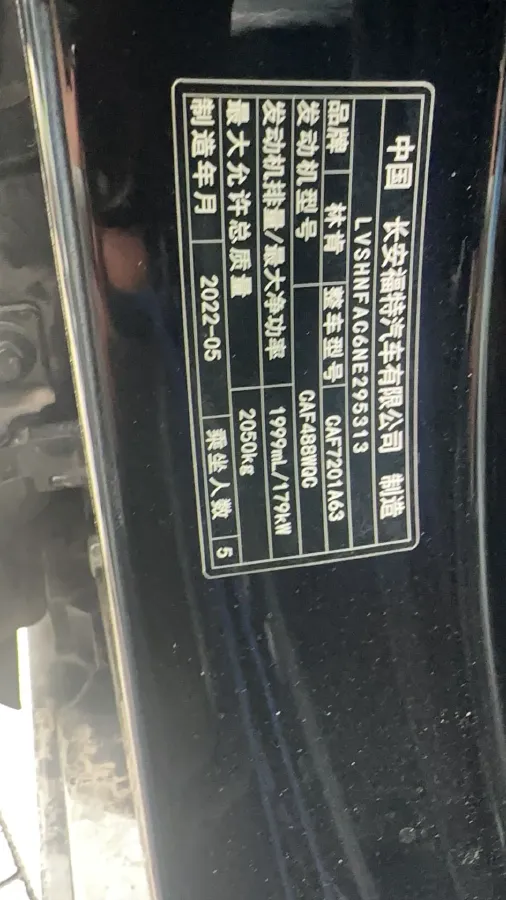 中国 长安福特汽车有限公司 制造
LVSHNFAC6NE295313
品牌 林肯 整车型号 CAF7201A63
发动机型号 CAF488WQC
发动机排量/最大净功率 1999mL/179kW
最大允许总质量 2050kg
制造年月 2022-05 乘坐人数 5